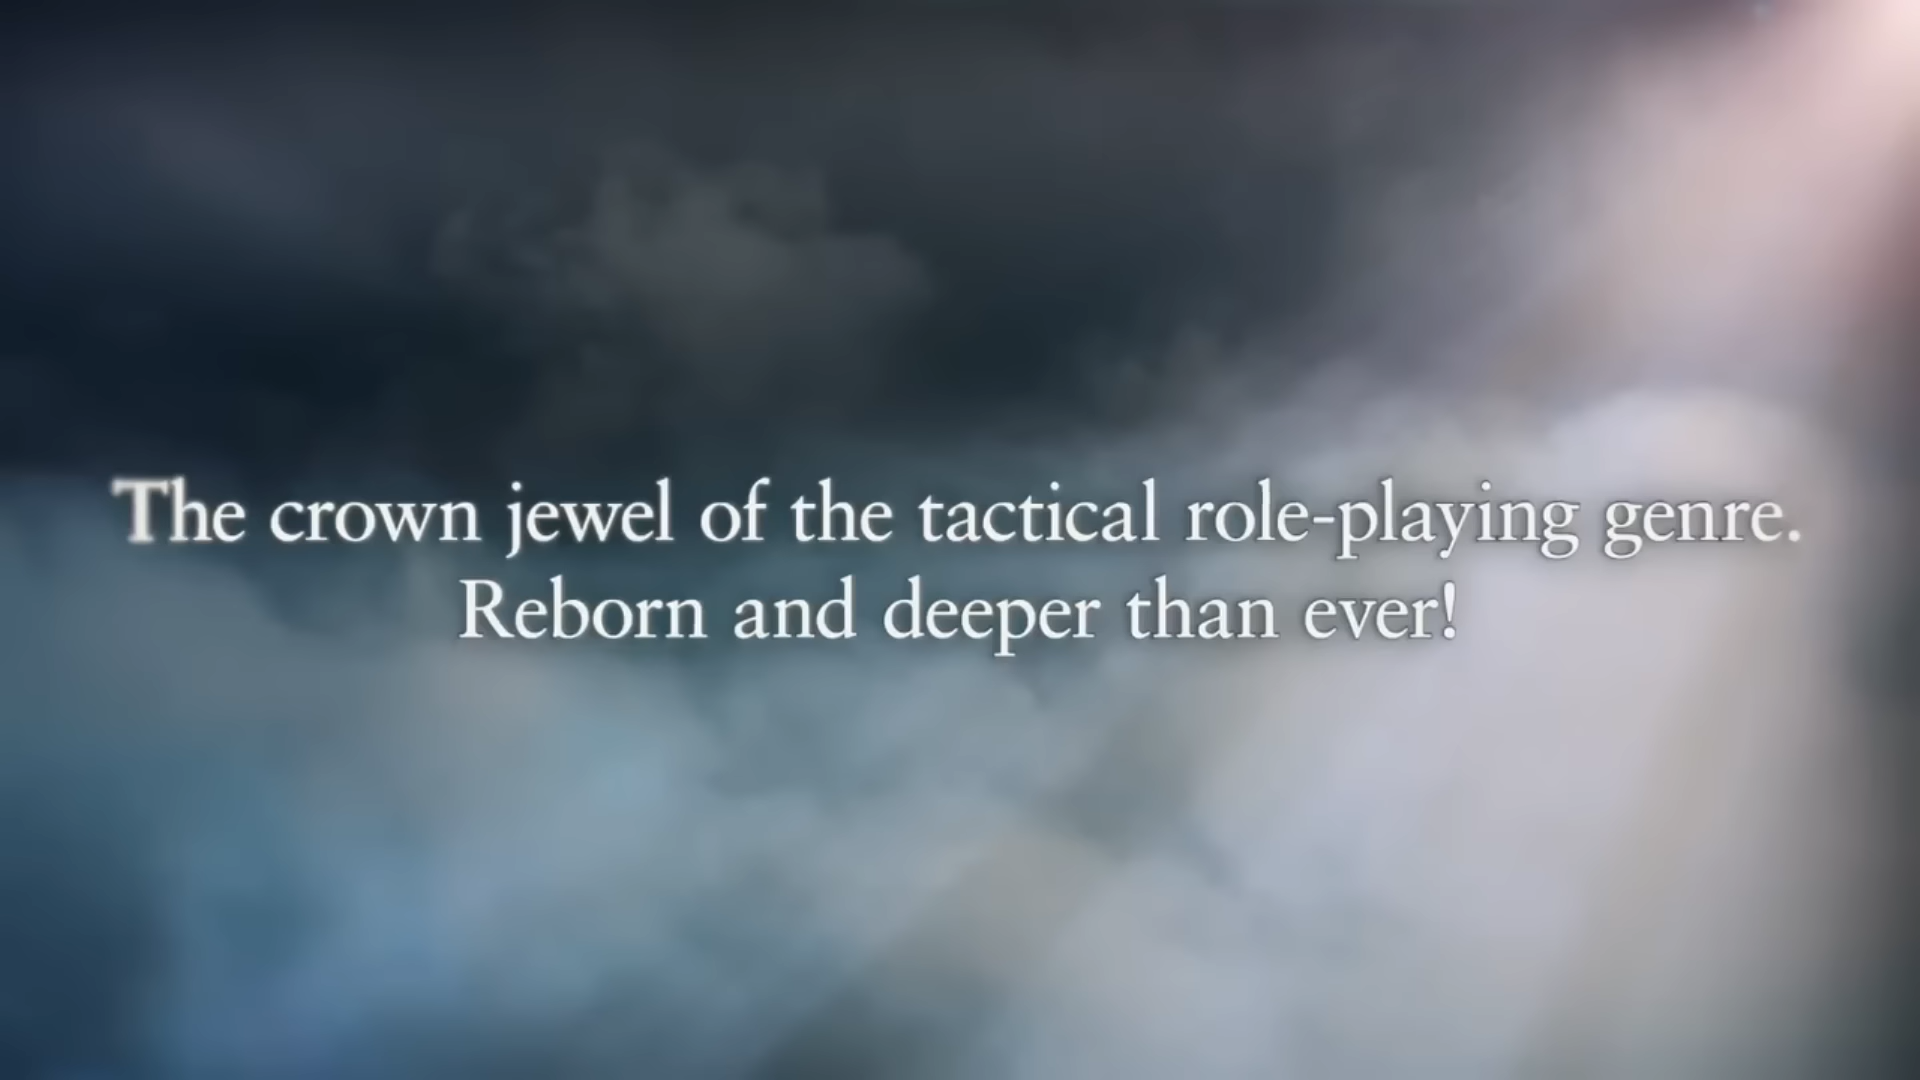 The crown jewel of the tactical role-playing genre.
Reborn and deeper than ever!